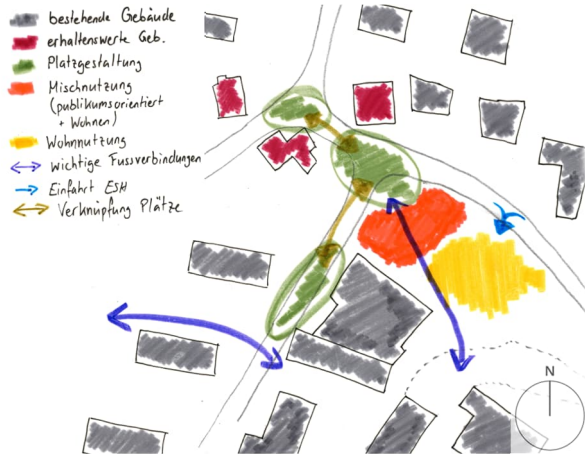 bestehende Gebäude
erhaltenswerte Geb.
Platzgestaltung
Mischnutzung
(publikumsorientiert
+ Wohnen)
Wohnnutzung
wichtige Fussverbindungen
Einfahrt ESH
Verknüpfung Plätze
N